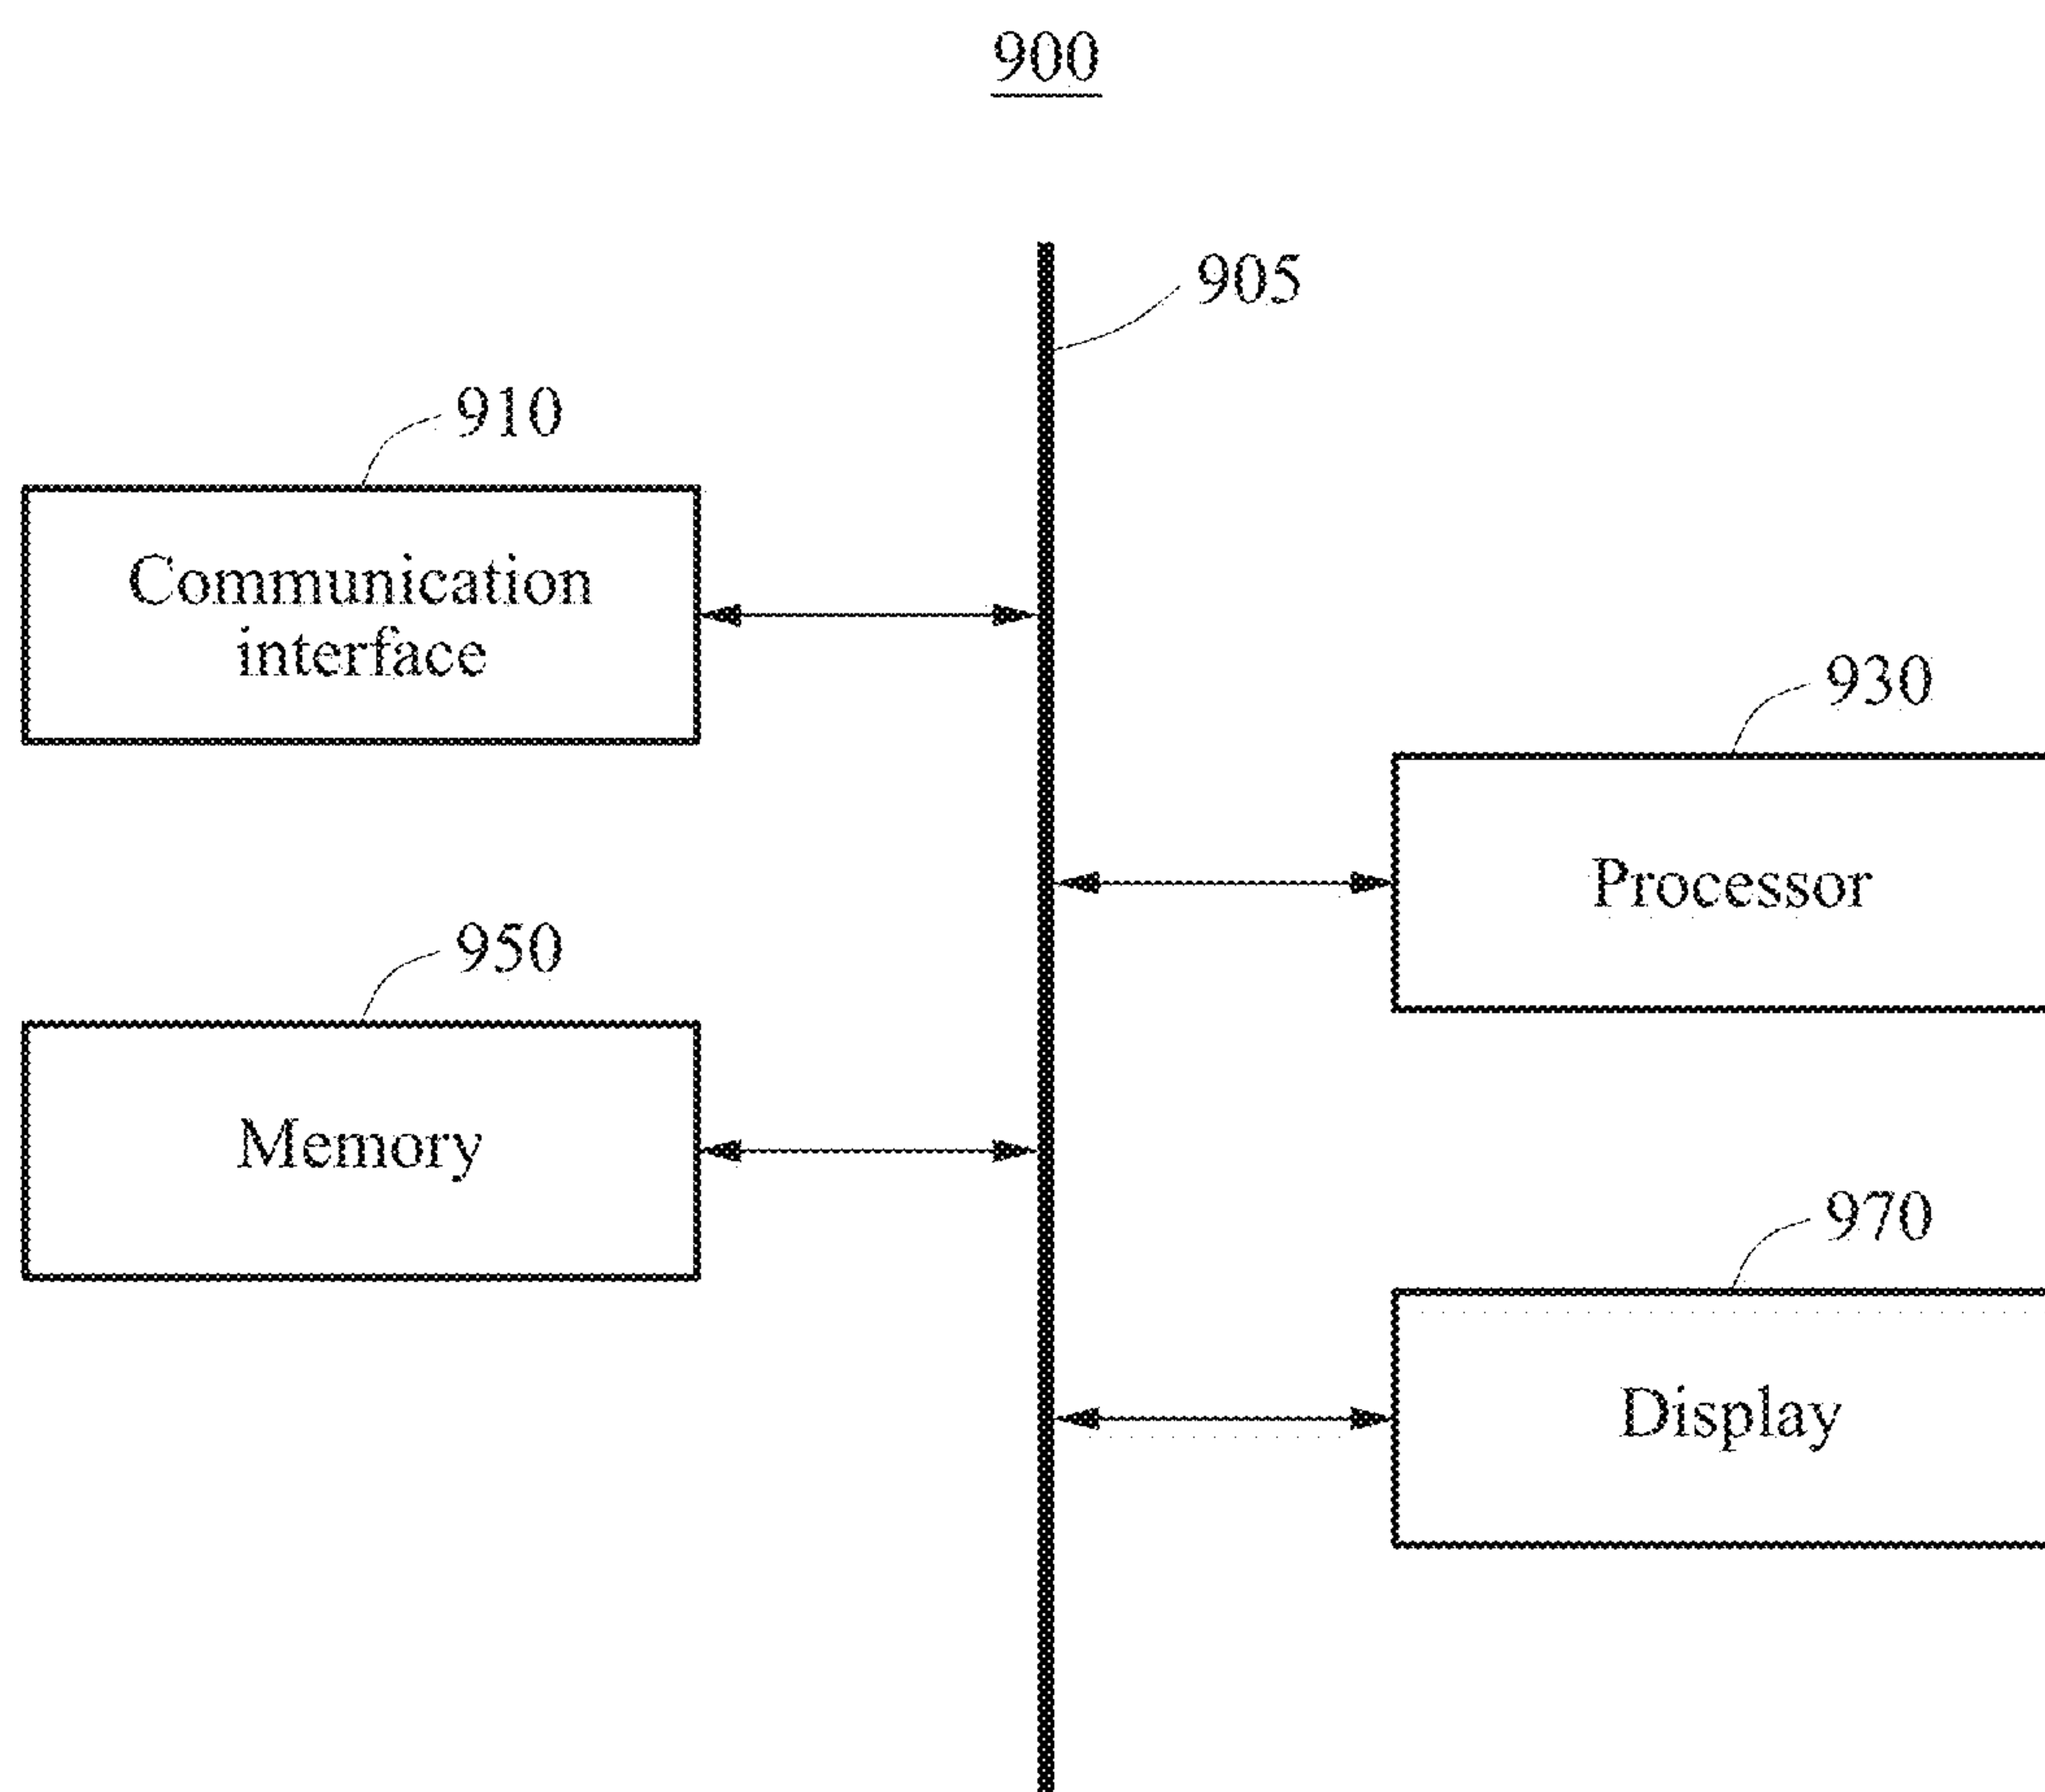 900
905
910
Communication
interface
930
Processor
950
Memory
970
Display